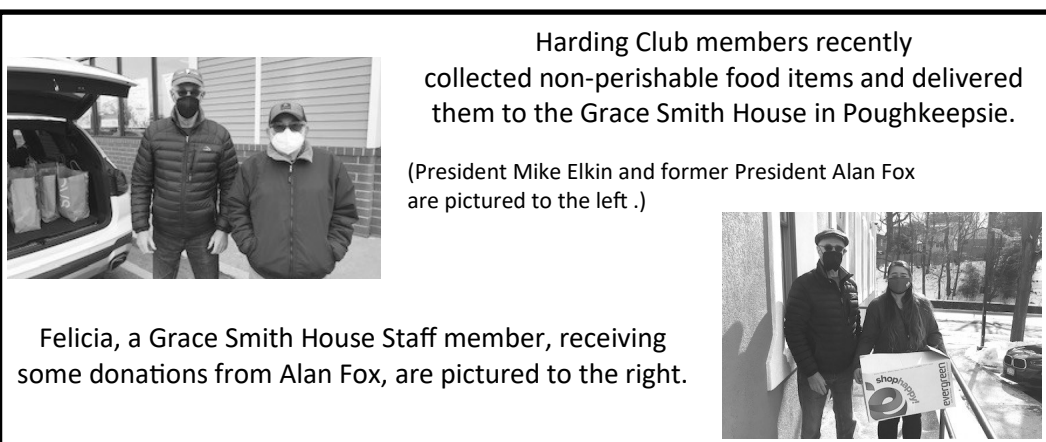 Harding Club members recently
collected non-perishable food items and delivered
them to the Grace Smith House in Poughkeepsie.
(President Mike Elkin and former President Alan Fox
are pictured to the left .)
Felicia, a Grace Smith House Staff member, receiving
some donations from Alan Fox, are pictured to the right.
shophappy!
e
evergreen